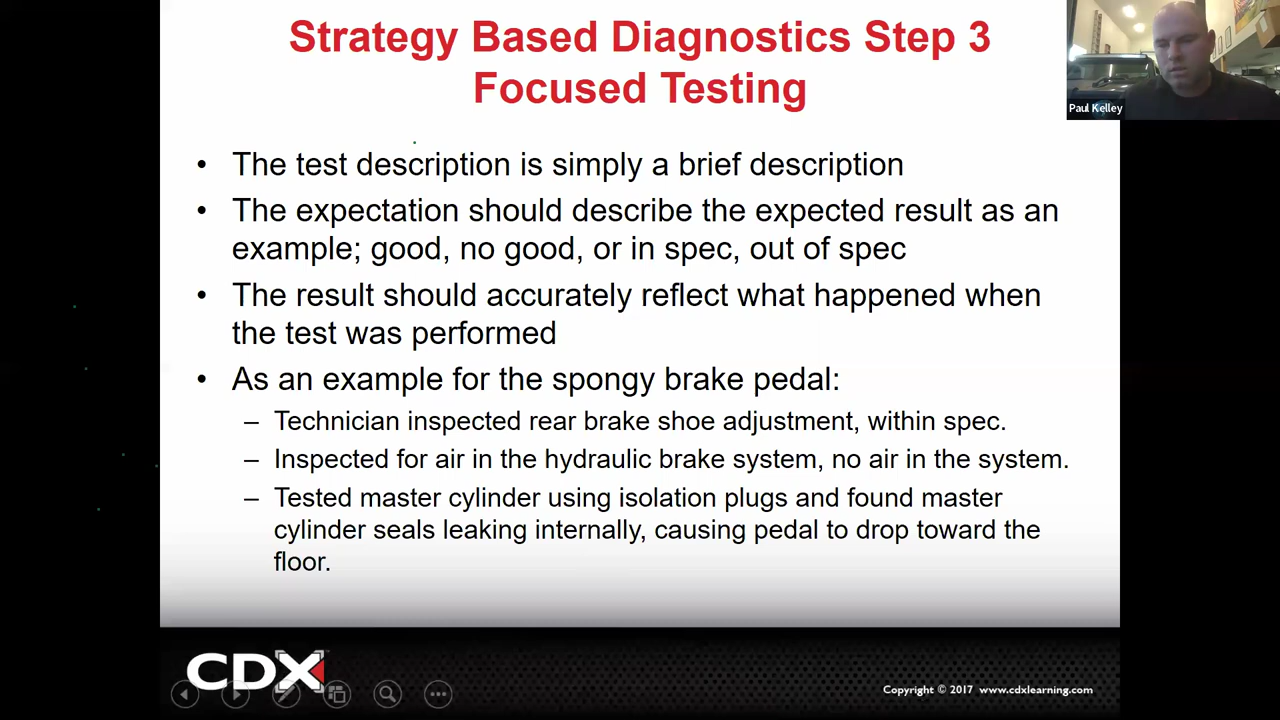 Strategy Based Diagnostics Step 3
Focused Testing
Paul Kelley
• The test description is simply a brief description
• The expectation should describe the expected result as an
example; good, no good, or in spec, out of spec
• The result should accurately reflect what happened when
the test was performed
• As an example for the spongy brake pedal:
– Technician inspected rear brake shoe adjustment, within spec.
– Inspected for air in the hydraulic brake system, no air in the system.
– Tested master cylinder using isolation plugs and found master
cylinder seals leaking internally, causing pedal to drop toward the
floor.
CDX
Copyright © 2017 www.cdxlearning.com